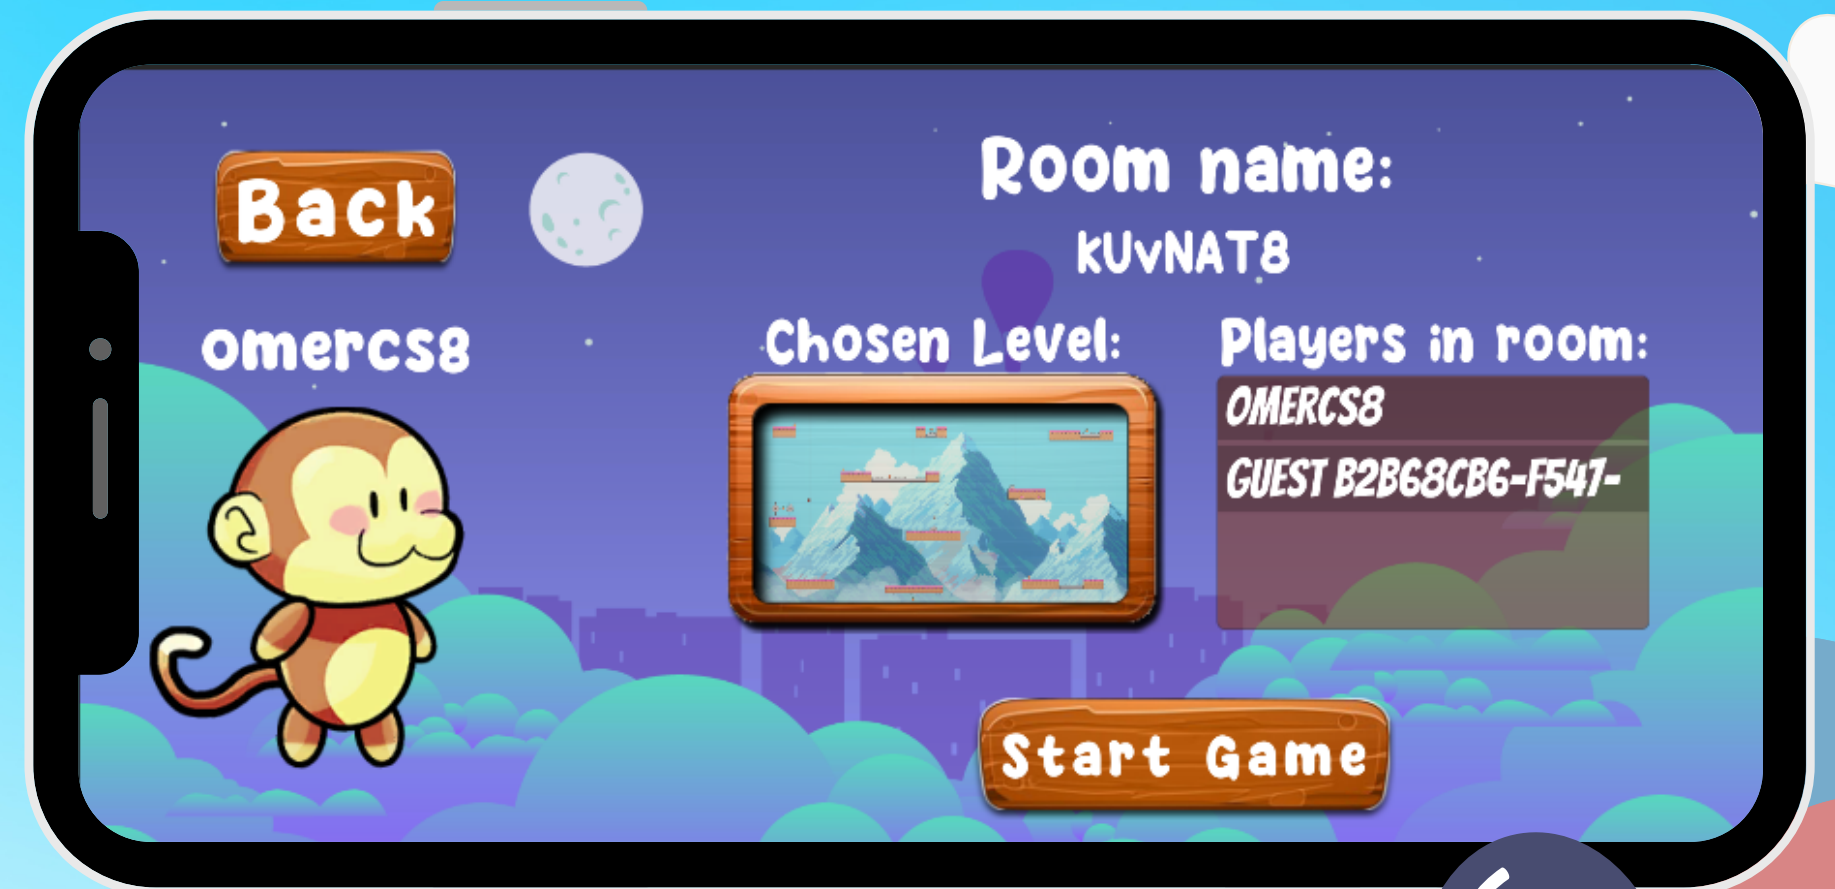 Back
Room name:
kUvNAT8
omercs8
Chosen Level:
Players in room:
OMERCS8
GUEST B2B68CB6-F547-
Start Game